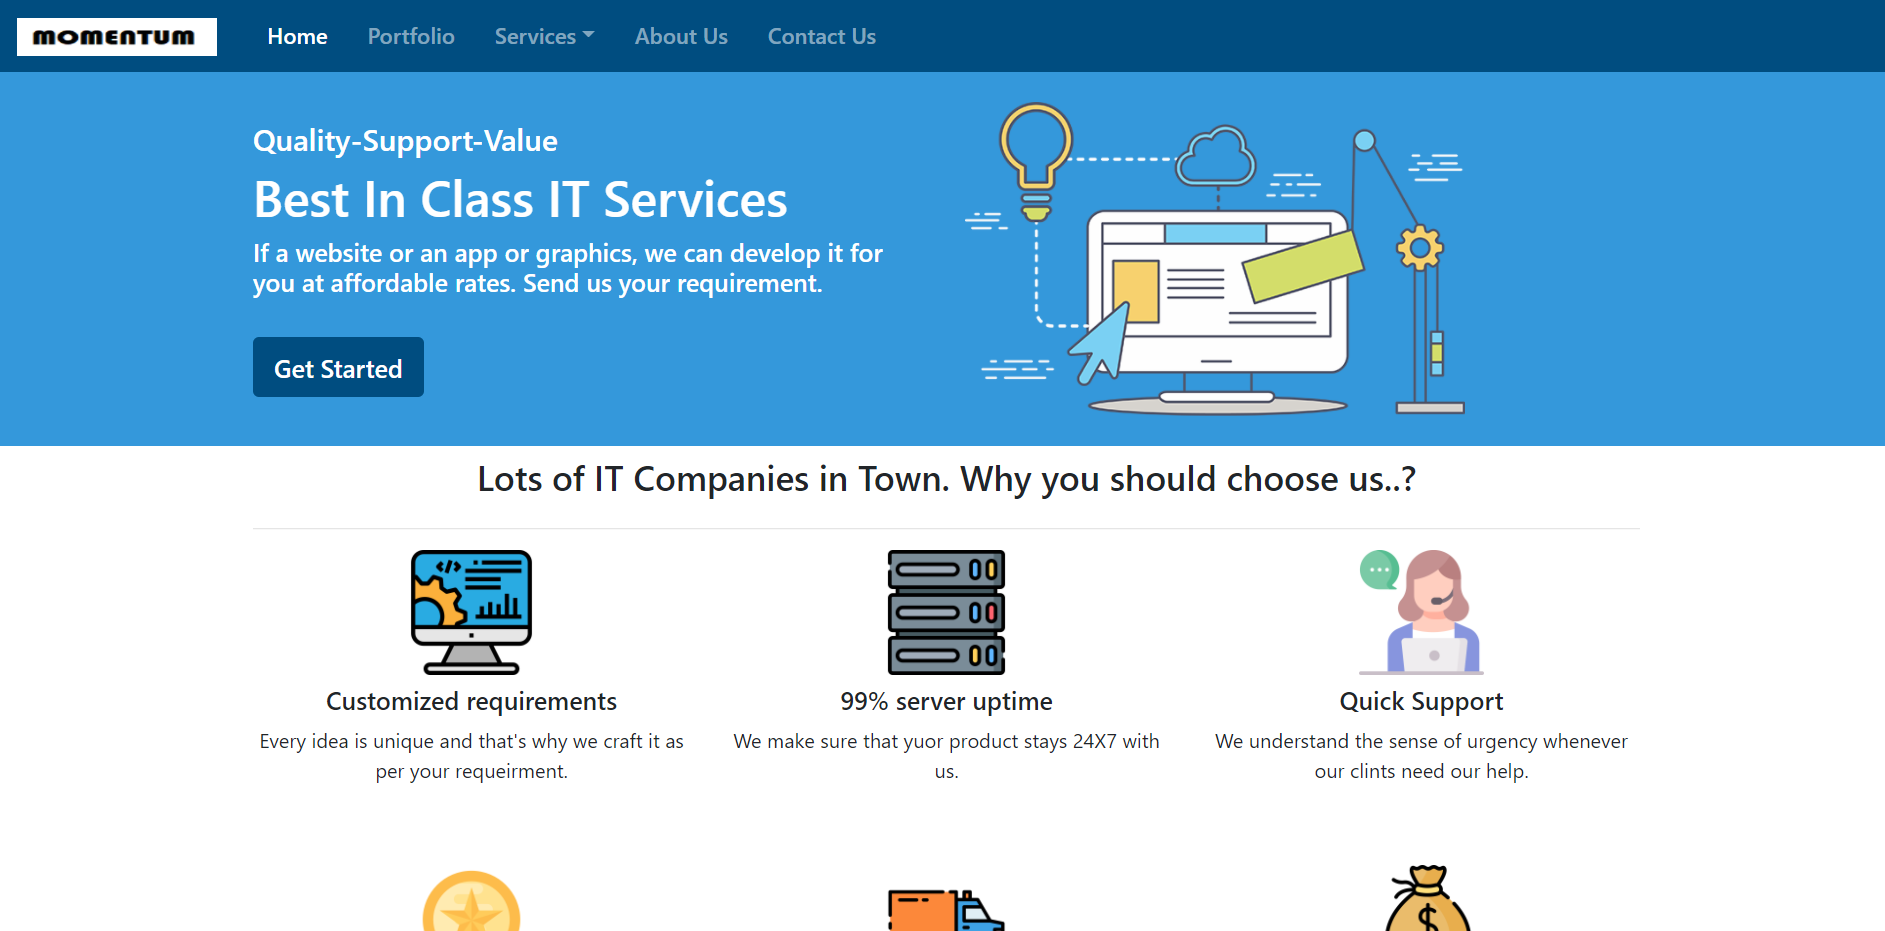 MOMENTUM
Home Portfolio Services About Us Contact Us
Quality-Support-Value
Best In Class IT Services
If a website or an app or graphics, we can develop it for
you at affordable rates. Send us your requirement.
Get Started
Lots of IT Companies in Town. Why you should choose us..?
Customized requirements
Every idea is unique and that's why we craft it as
per your requeirment.
99% server uptime
We make sure that yuor product stays 24X7 with
us.
Quick Support
We understand the sense of urgency whenever
our clints need our help.